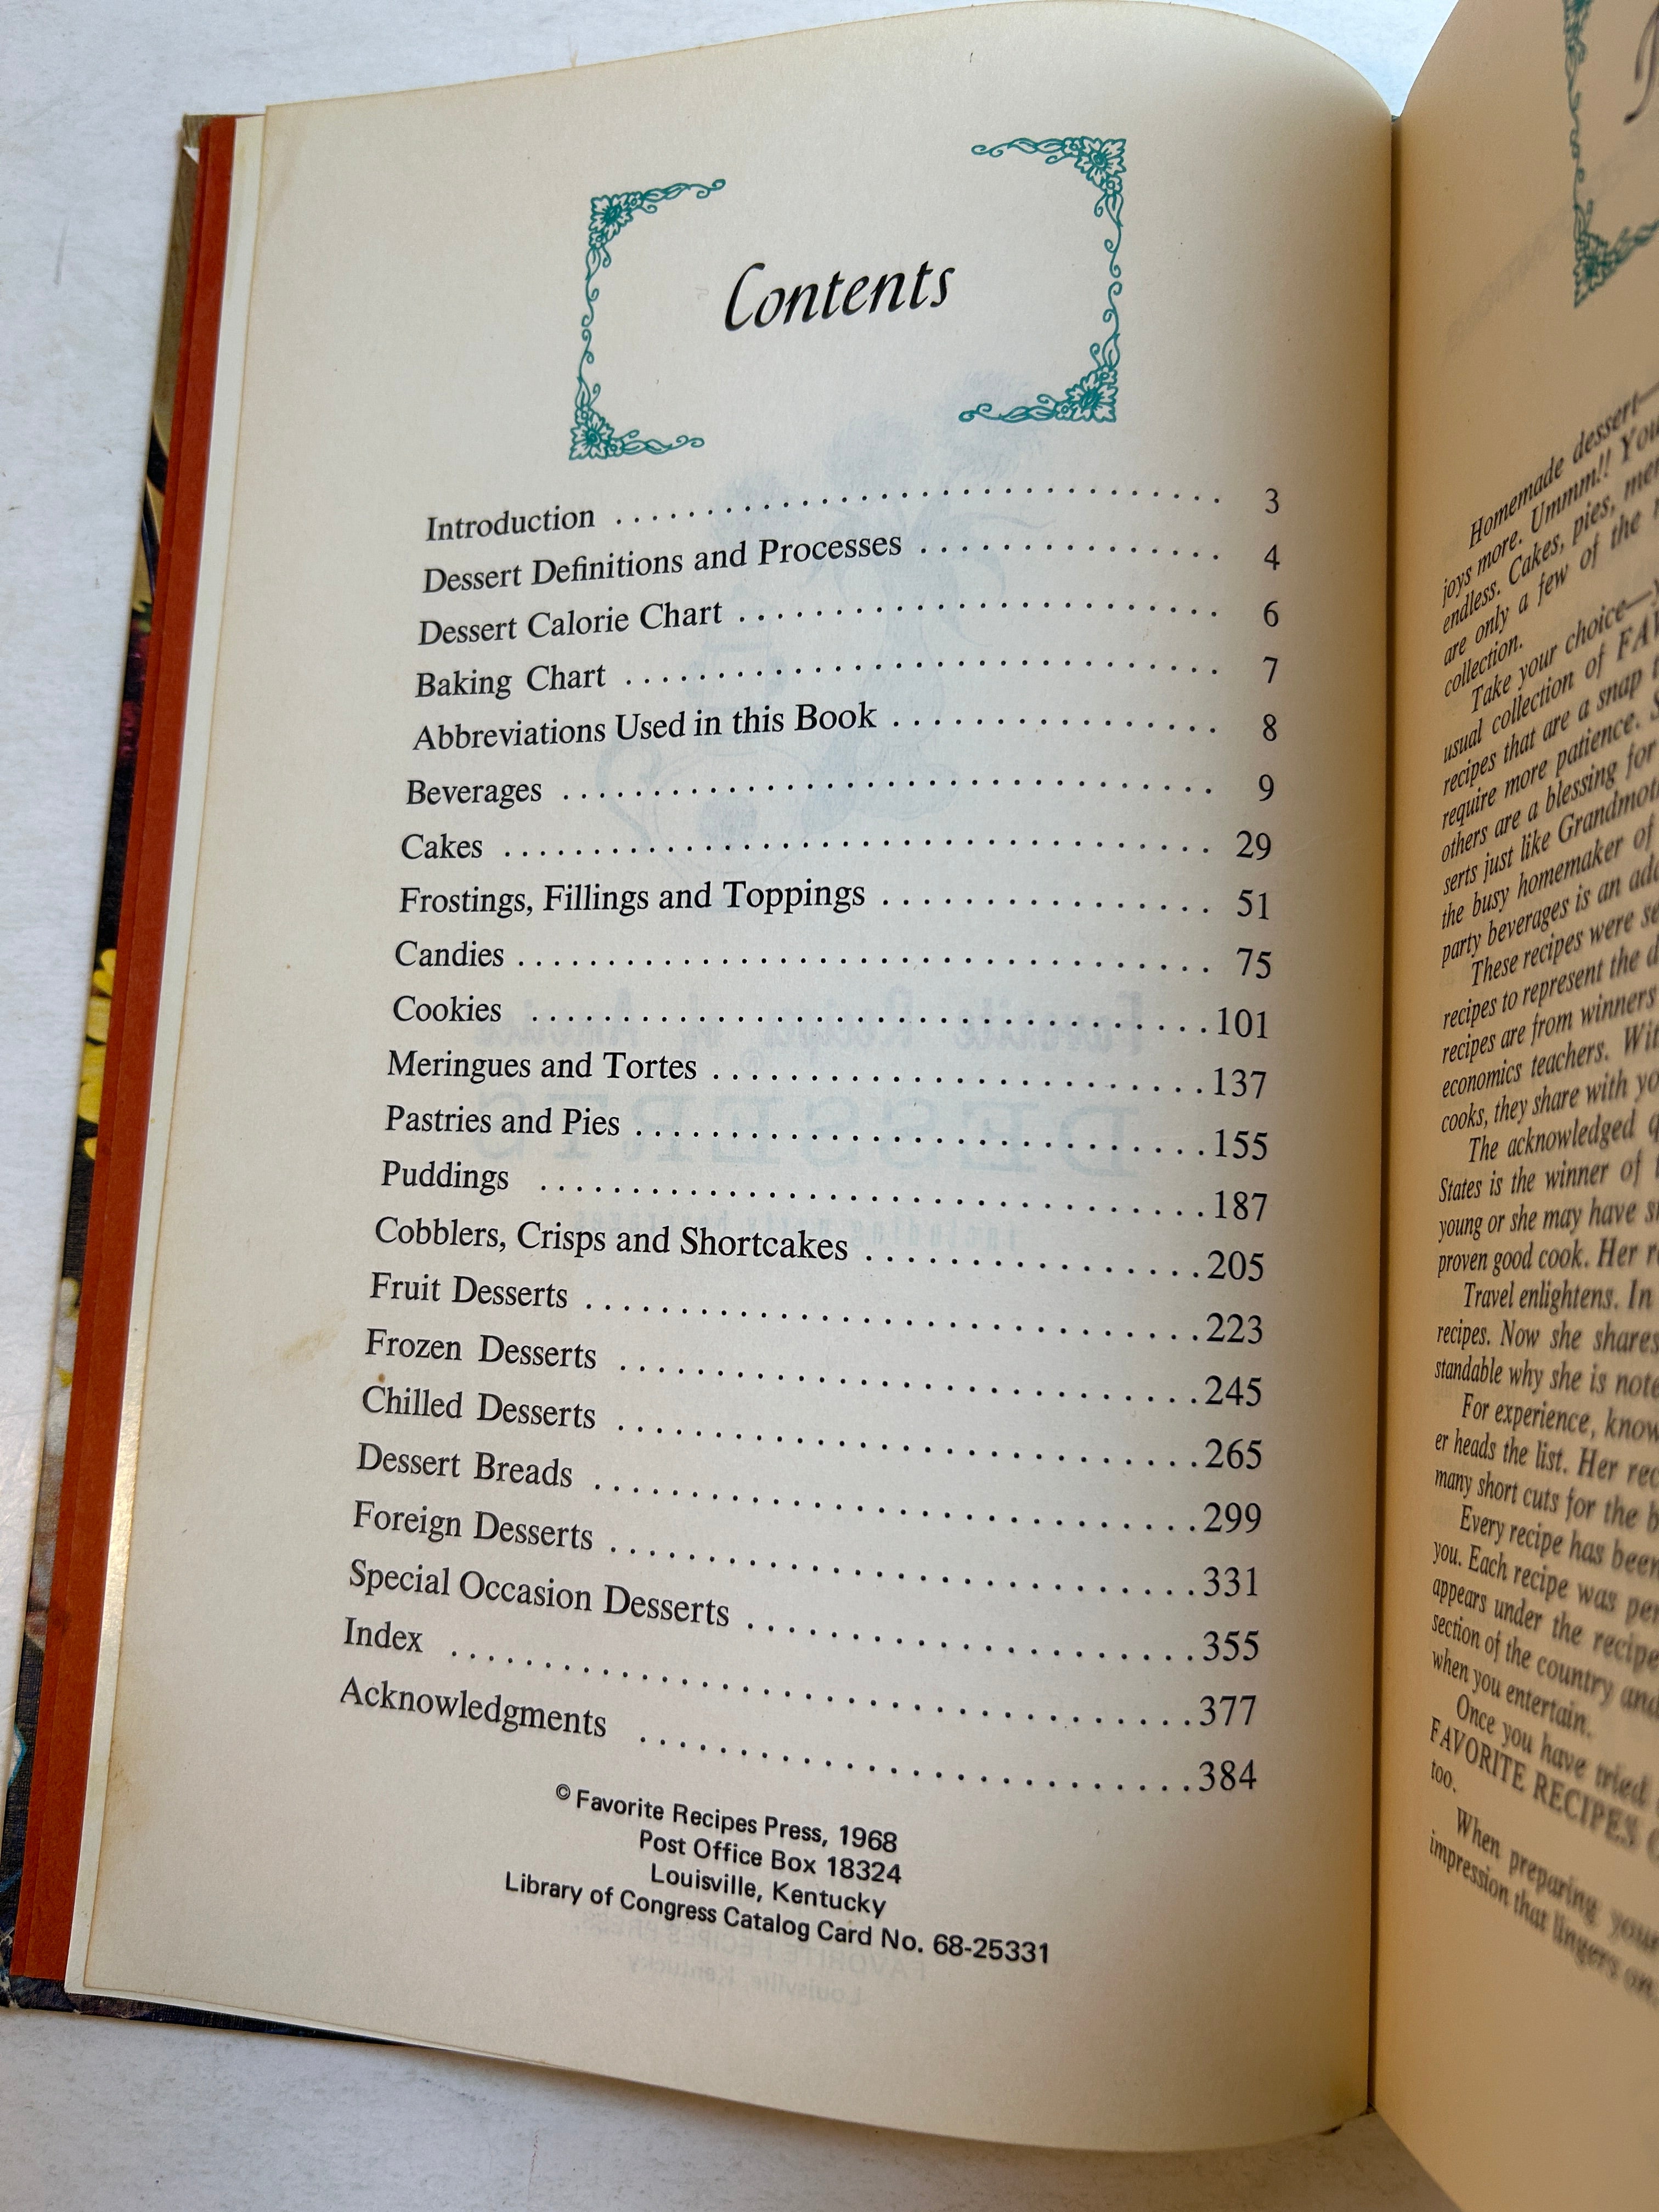 Contents
Introduction . . . . . . . . . . . . . . . . . . . . . . . . . . . 3
Dessert Definitions and Processes . . . . . . . . . . . . . . 4
Dessert Calorie Chart . . . . . . . . . . . . . . . . . . . . . . 6
Baking Chart . . . . . . . . . . . . . . . . . . . . . . . . . . . 7
Abbreviations Used in this Book . . . . . . . . . . . . . . . 8
Beverages . . . . . . . . . . . . . . . . . . . . . . . . . . . . . 9
Cakes . . . . . . . . . . . . . . . . . . . . . . . . . . . . . . . 29
Frostings, Fillings and Toppings . . . . . . . . . . . . . . . 51
Candies . . . . . . . . . . . . . . . . . . . . . . . . . . . . . . 75
Cookies . . . . . . . . . . . . . . . . . . . . . . . . . . . . . . 101
Meringues and Tortes . . . . . . . . . . . . . . . . . . . . . . 137
Pastries and Pies . . . . . . . . . . . . . . . . . . . . . . . . . 155
Puddings . . . . . . . . . . . . . . . . . . . . . . . . . . . . . 187
Cobblers, Crisps and Shortcakes . . . . . . . . . . . . . . . 205
Fruit Desserts . . . . . . . . . . . . . . . . . . . . . . . . . . . 223
Frozen Desserts . . . . . . . . . . . . . . . . . . . . . . . . . . 245
Chilled Desserts . . . . . . . . . . . . . . . . . . . . . . . . . . 265
Dessert Breads . . . . . . . . . . . . . . . . . . . . . . . . . . . 299
Foreign Desserts . . . . . . . . . . . . . . . . . . . . . . . . . . 331
Special Occasion Desserts . . . . . . . . . . . . . . . . . . . . 355
Index . . . . . . . . . . . . . . . . . . . . . . . . . . . . . . . . 377
Acknowledgments . . . . . . . . . . . . . . . . . . . . . . . . . 384
© Favorite Recipes Press, 1968
Post Office Box 18324
Louisville, Kentucky
Library of Congress Catalog Card No. 68-25331
Homemade dessert—
joys more. Ummm!! You
endless. Cakes, pies,
are only a few of the
collection.
Take your choice—
usual collection of
recipes that are a snap
require more patience.
others are a blessing for
serts just like
the busy homemaker of
party beverages is an
These recipes were
recipes to represent the
recipes are from winners
economics teachers.
cooks, they share with
The acknowledged
States is the winner of
young or she may have
proven good cook. Her
Travel enlightens. In
recipes. Now she shares
standable why she is
For experience,
er heads the list. Her
many short cuts for the
Every recipe has been
you. Each recipe was
appears under the recipe
section of the country and
when you entertain.
Once you have tried
FAVORITE RECIPES
too.
When preparing your
impression that lingers on.